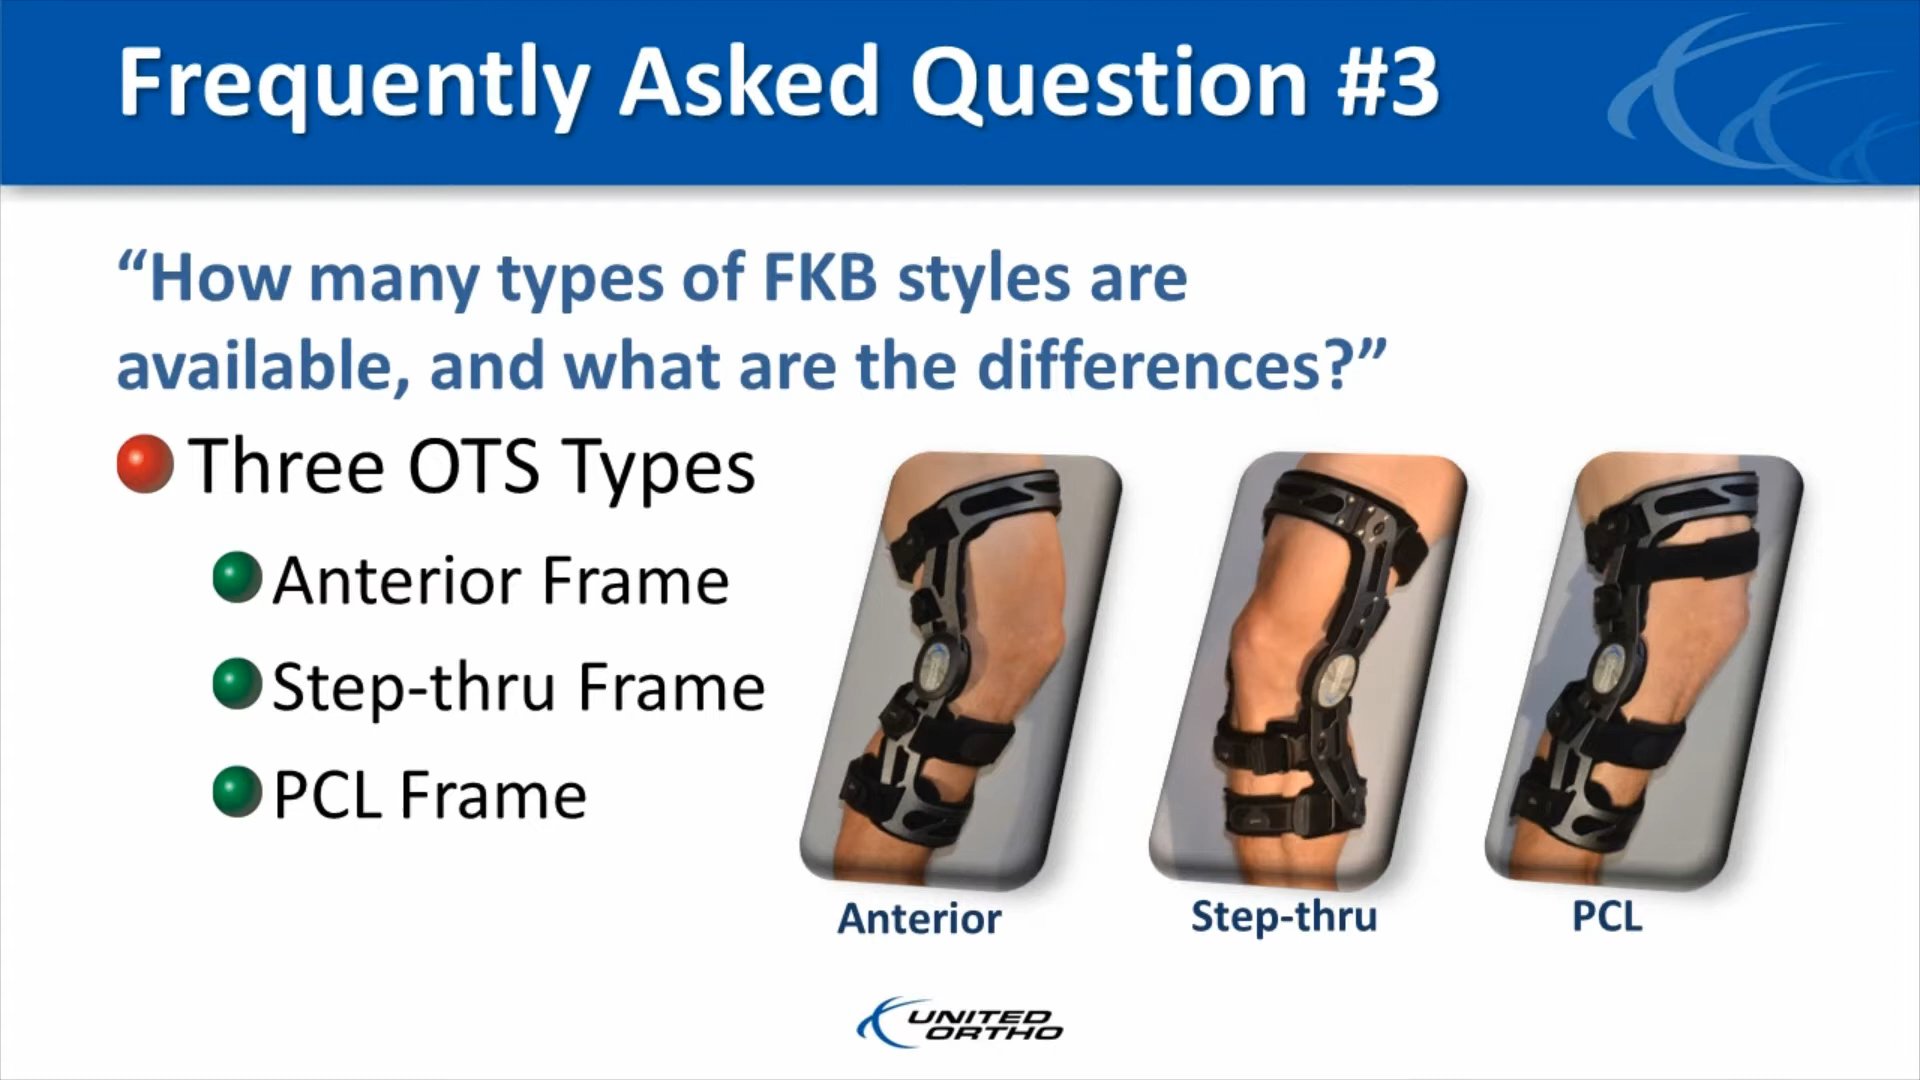 Frequently Asked Question #3
“How many types of FKB styles are
available, and what are the differences?”
Three OTS Types
Anterior Frame
Step-thru Frame
PCL Frame
Anterior
Step-thru
PCL
UNITED
ORTHO